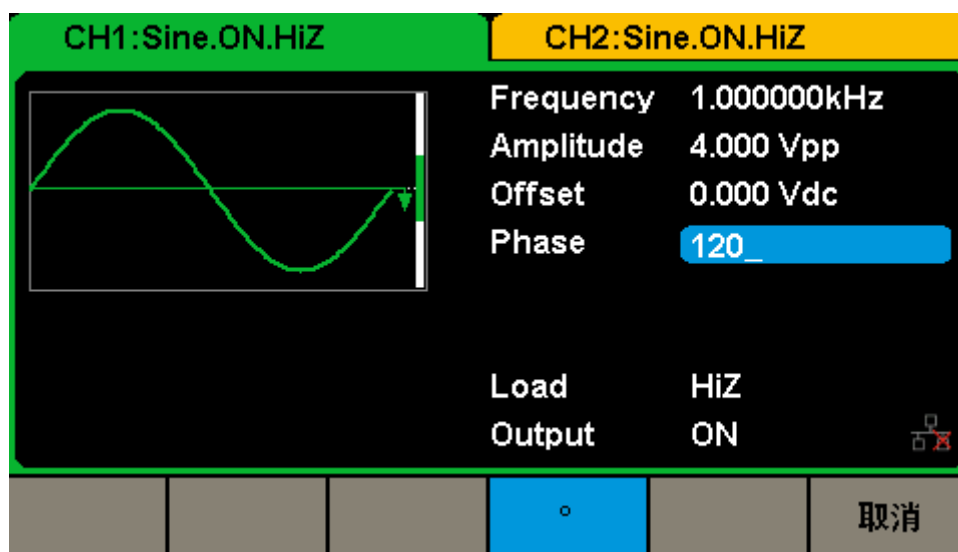 CH1:Sine.ON.HiZ
CH2:Sine.ON.HiZ
Frequency 1.000000kHz
Amplitude 4.000 Vpp
Offset 0.000 Vdc
Phase 120_
Load HiZ
Output ON
° 取消